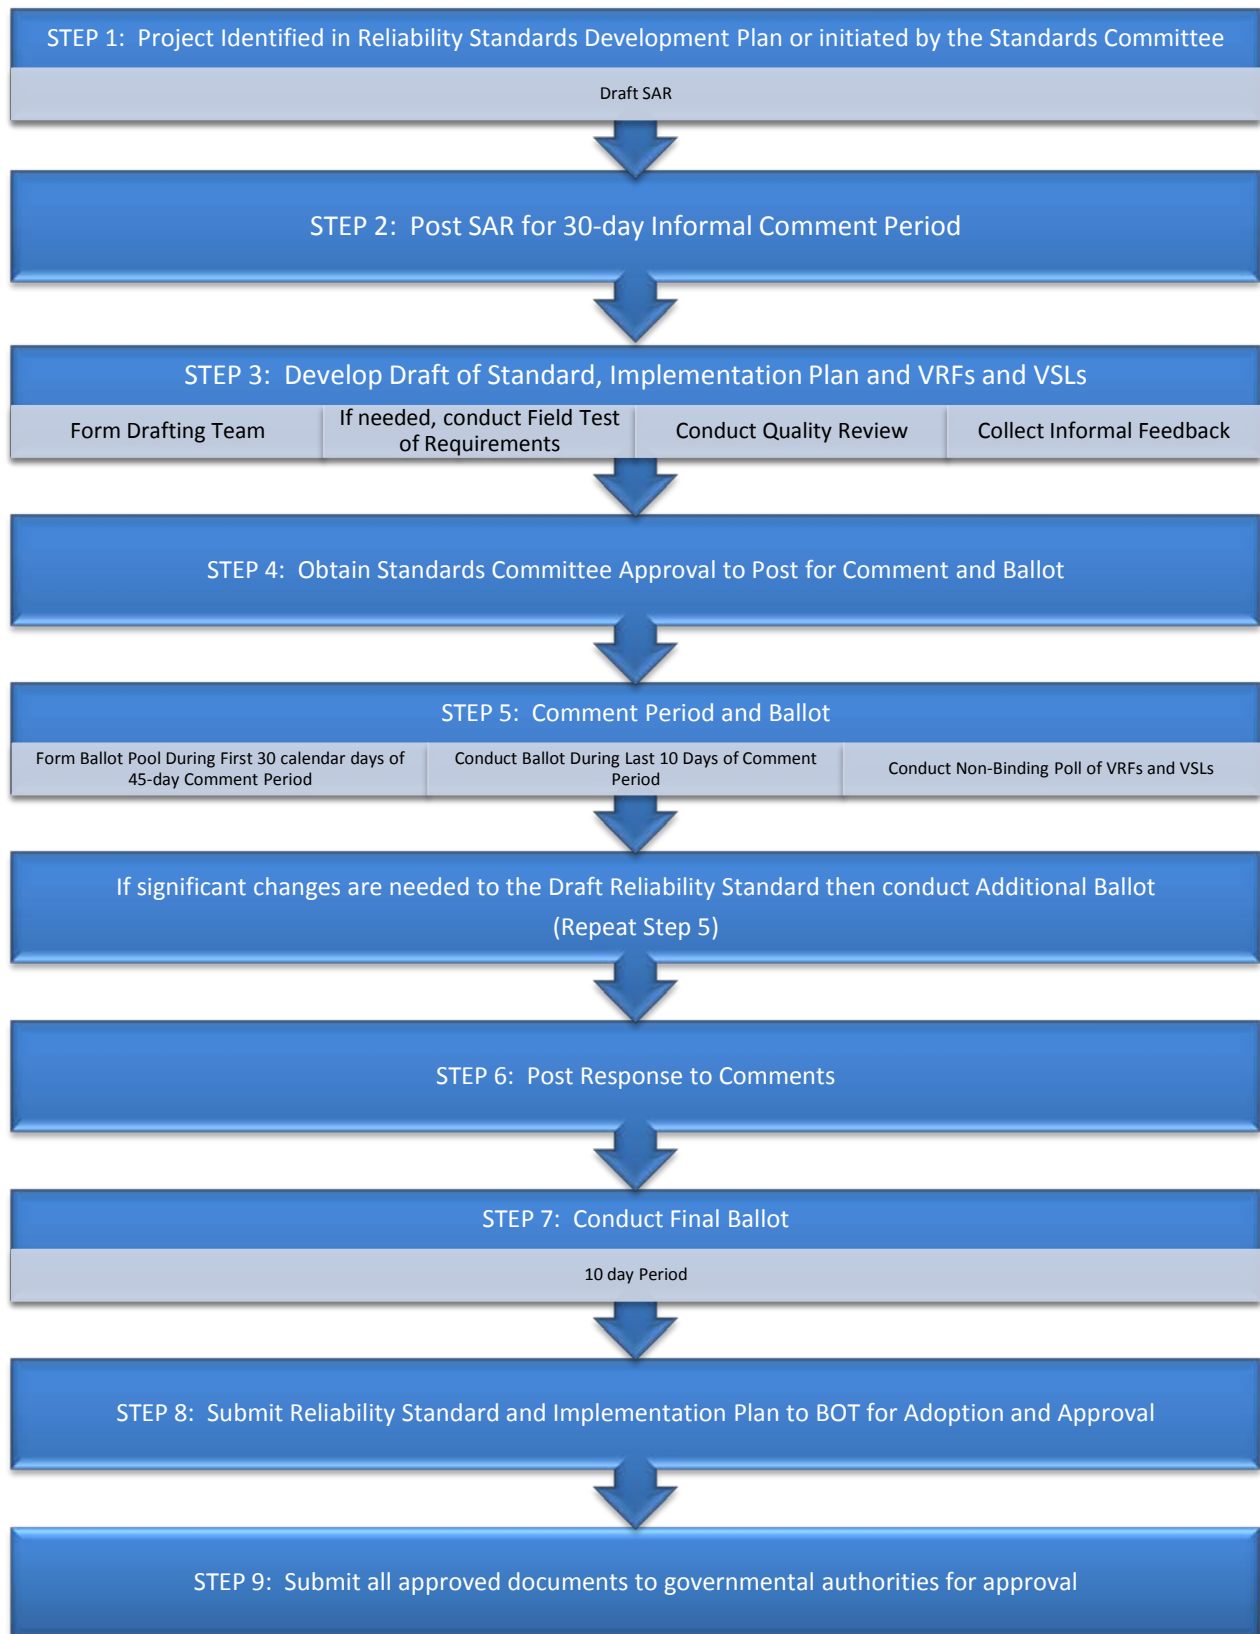 STEP 1: Project Identified in Reliability Standards Development Plan or initiated by the Standards Committee
Draft SAR
STEP 2: Post SAR for 30-day Informal Comment Period
STEP 3: Develop Draft of Standard, Implementation Plan and VRFs and VSLs
Form Drafting Team
If needed, conduct Field Test
of Requirements
Conduct Quality Review
Collect Informal Feedback
STEP 4: Obtain Standards Committee Approval to Post for Comment and Ballot
STEP 5: Comment Period and Ballot
Form Ballot Pool During First 30 calendar days of
45-day Comment Period
Conduct Ballot During Last 10 Days of Comment
Period
Conduct Non-Binding Poll of VRFs and VSLs
If significant changes are needed to the Draft Reliability Standard then conduct Additional Ballot
(Repeat Step 5)
STEP 6: Post Response to Comments
STEP 7: Conduct Final Ballot
10 day Period
STEP 8: Submit Reliability Standard and Implementation Plan to BOT for Adoption and Approval
STEP 9: Submit all approved documents to governmental authorities for approval